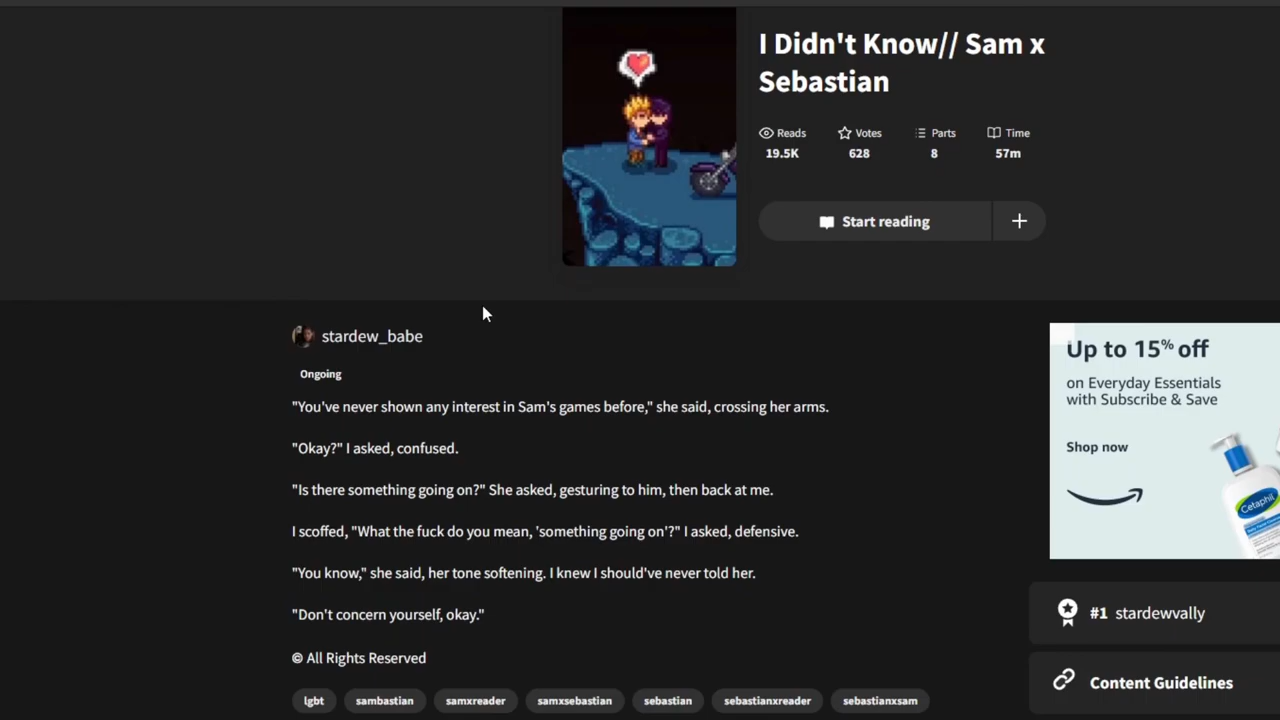 I Didn't Know// Sam x
Sebastian
Reads
Votes
Parts
Time
19.5K
628
8
57m
Start reading
stardew_babe
Ongoing
"You've never shown any interest in Sam's games before," she said, crossing her arms.
"Okay?" I asked, confused.
"Is there something going on?" She asked, gesturing to him, then back at me.
I scoffed, "What the fuck do you mean, 'something going on'?" I asked, defensive.
"You know," she said, her tone softening. I knew I should've never told her.
"Don't concern yourself, okay."
© All Rights Reserved
lgbt
sambastian
samxreader
samxsebastian
sebastian
sebastianxreader
sebastianxsam
Up to 15% off
on Everyday Essentials
with Subscribe & Save
Shop now
Cetaphil
#1 stardewvally
Content Guidelines